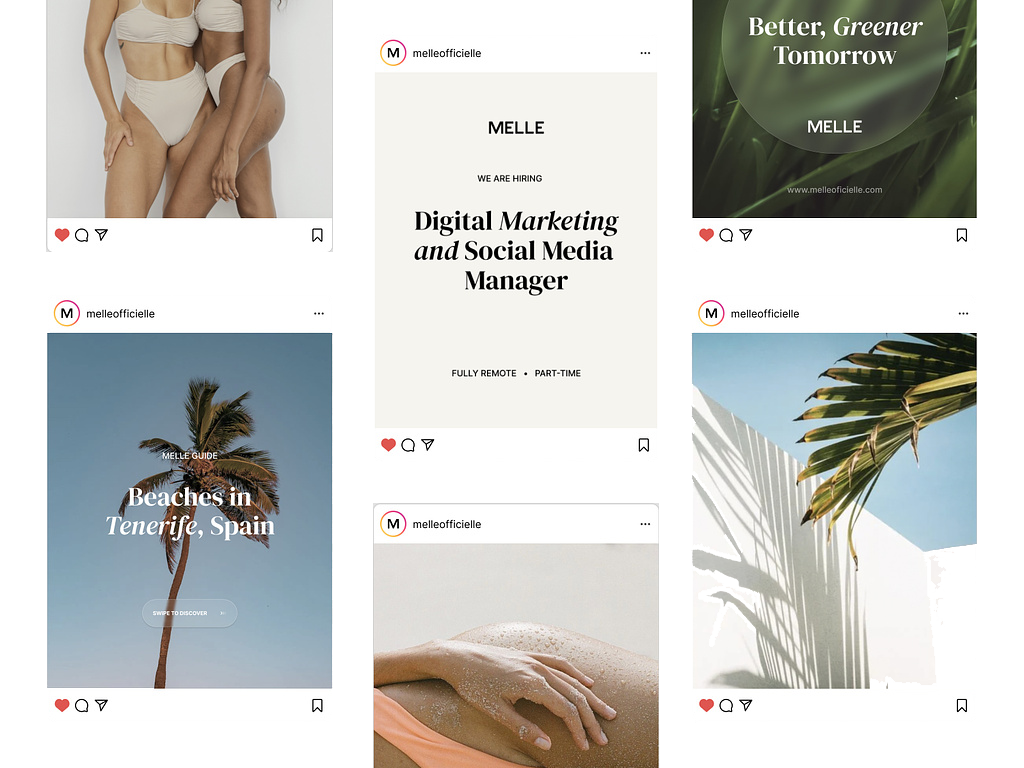 melleofficielle
MELLE GUIDE
Beaches in
Tenerife, Spain
SWIPE TO DISCOVER
melleofficielle
MELLE
WE ARE HIRING
Digital Marketing
and Social Media
Manager
FULLY REMOTE • PART-TIME
melleofficielle
Better, Greener
Tomorrow
MELLE
www.melleoficielle.com
melleofficielle